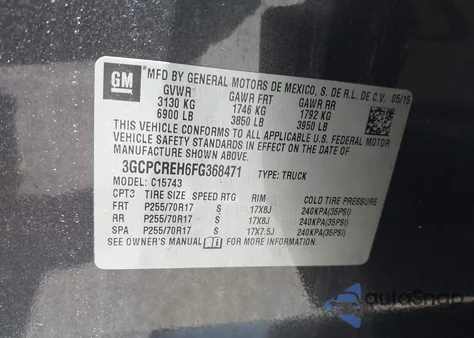 GM
MFD BY GENERAL MOTORS DE MEXICO, S. DE R.L. DE C.V. 05/15
GVWR GAWR FRT GAWR RR
3130 KG 1746 KG 1792 KG
6900 LB 3850 LB 3950 LB
THIS VEHICLE CONFORMS TO ALL APPLICABLE U.S. FEDERAL MOTOR
VEHICLE SAFETY STANDARDS IN EFFECT ON THE DATE OF
MANUFACTURE SHOWN ABOVE.
3GCPCREH6FG368471 TYPE: TRUCK
MODEL: C15743
CPT3 TIRE SIZE SPEED RTG RIM COLD TIRE PRESSURE
FRT P255/70R17 17X8J 240KPA(35PSI)
RR P255/70R17 17X8J 240KPA(35PSI)
SPA P255/70R17 17X7.5J 240KPA(35PSI)
SEE OWNER'S MANUAL FOR MORE INFORMATION.
autoSnap